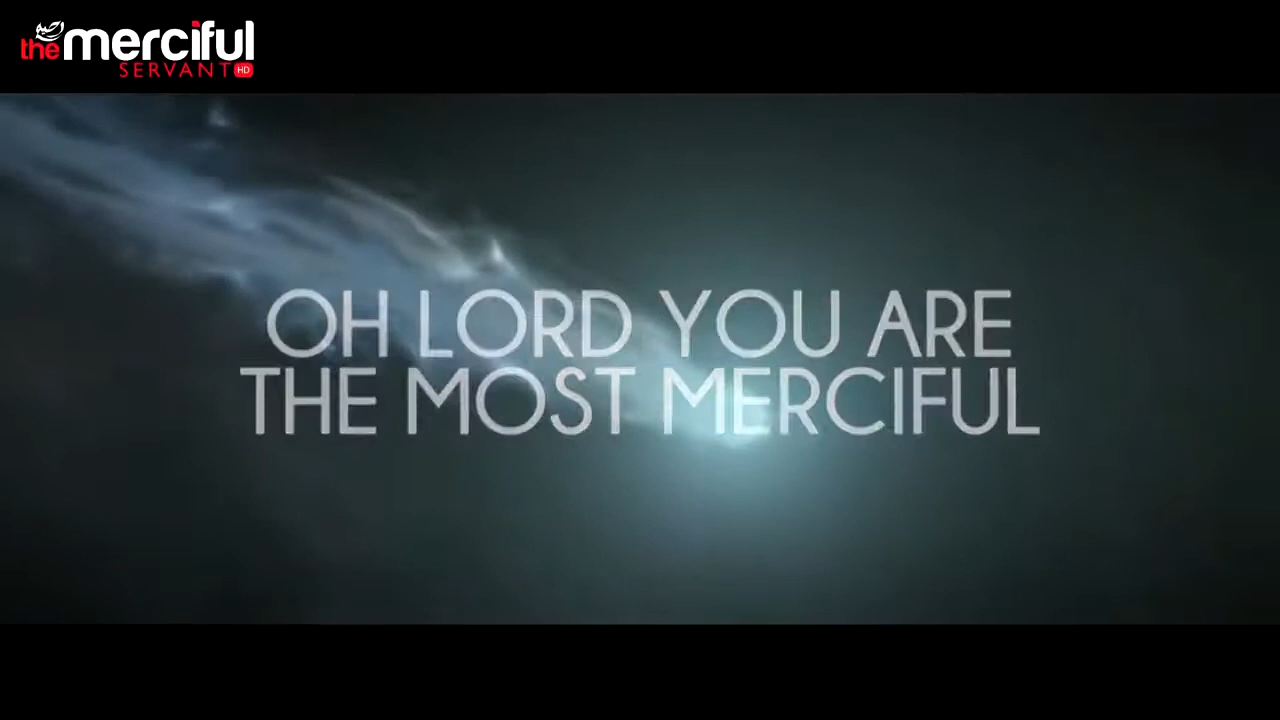 the merciful
SERVANT HD
OH LORD YOU ARE
THE MOST MERCIFUL